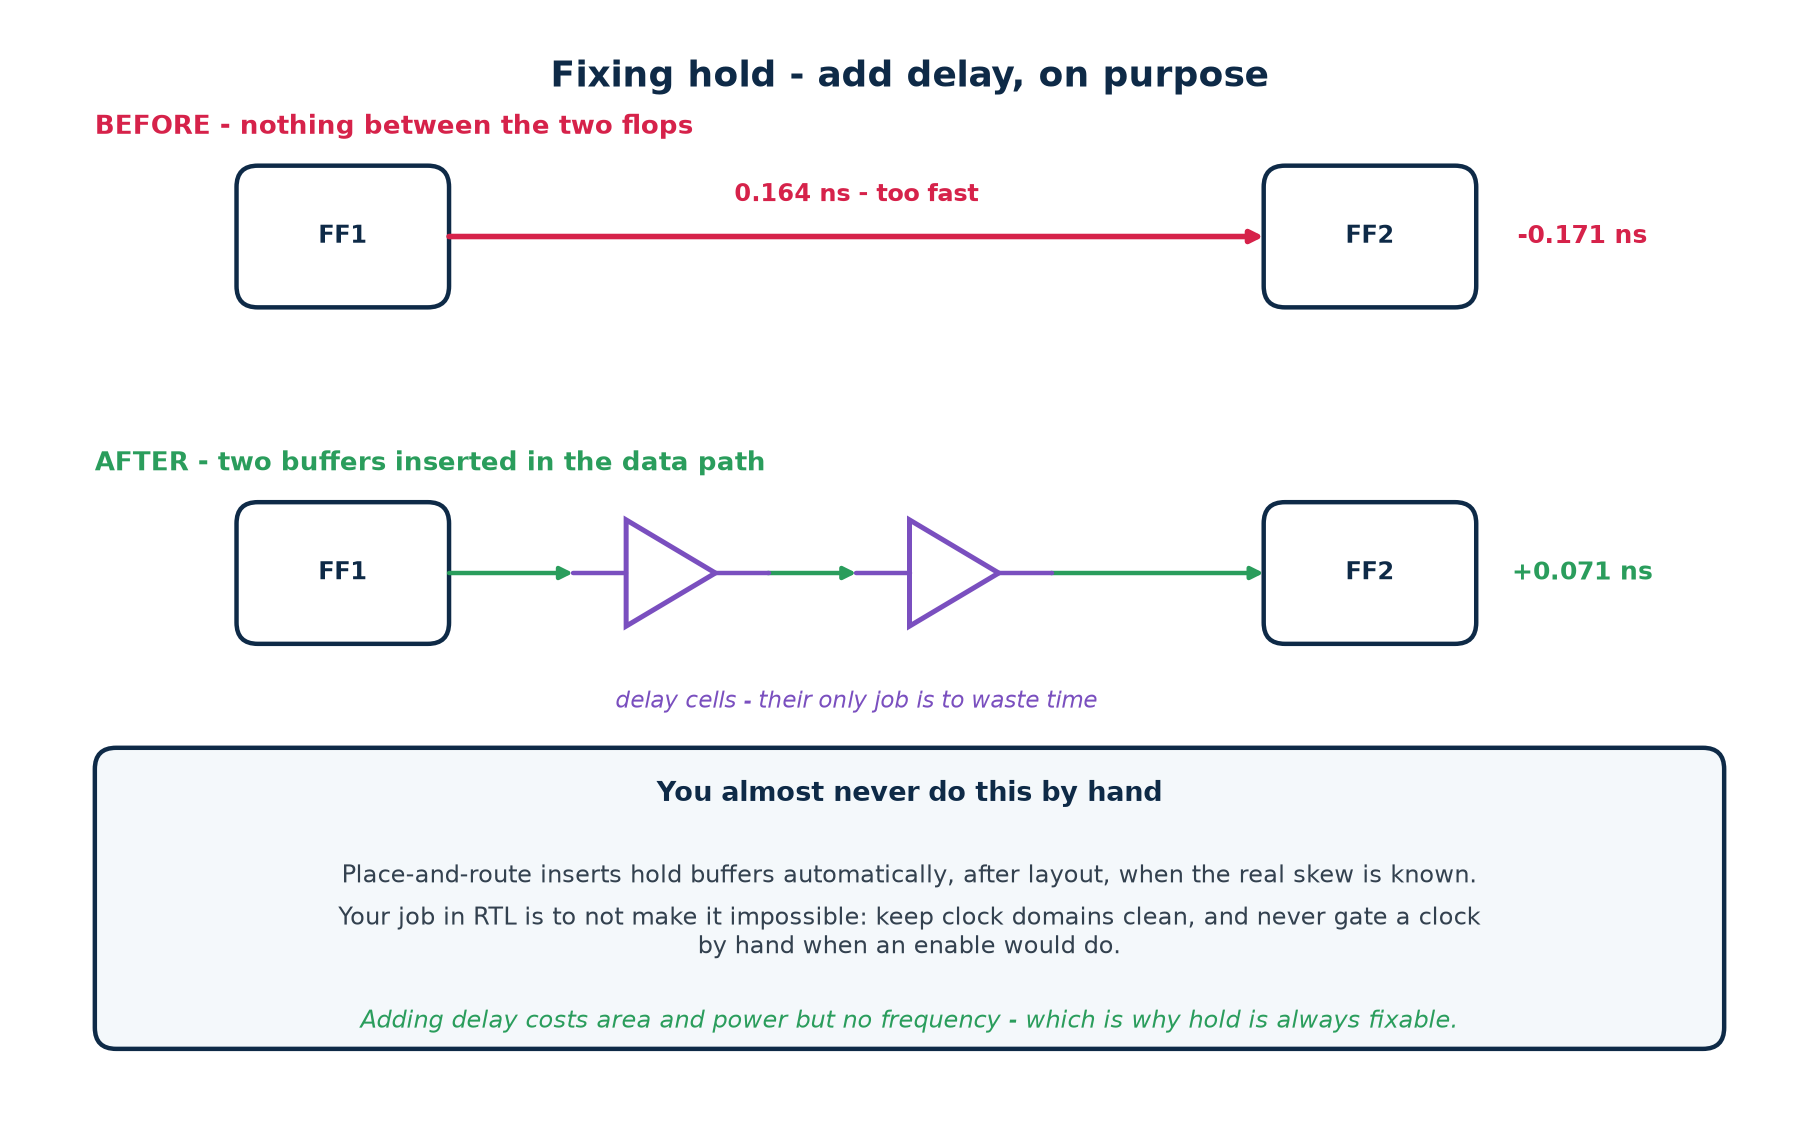 Fixing hold - add delay, on purpose
BEFORE - nothing between the two flops
0.164 ns - too fast
FF1
FF2
-0.171 ns
AFTER - two buffers inserted in the data path
FF1
FF2
+0.071 ns
delay cells - their only job is to waste time
You almost never do this by hand
Place-and-route inserts hold buffers automatically, after layout, when the real skew is known.
Your job in RTL is to not make it impossible: keep clock domains clean, and never gate a clock
by hand when an enable would do.
Adding delay costs area and power but no frequency - which is why hold is always fixable.